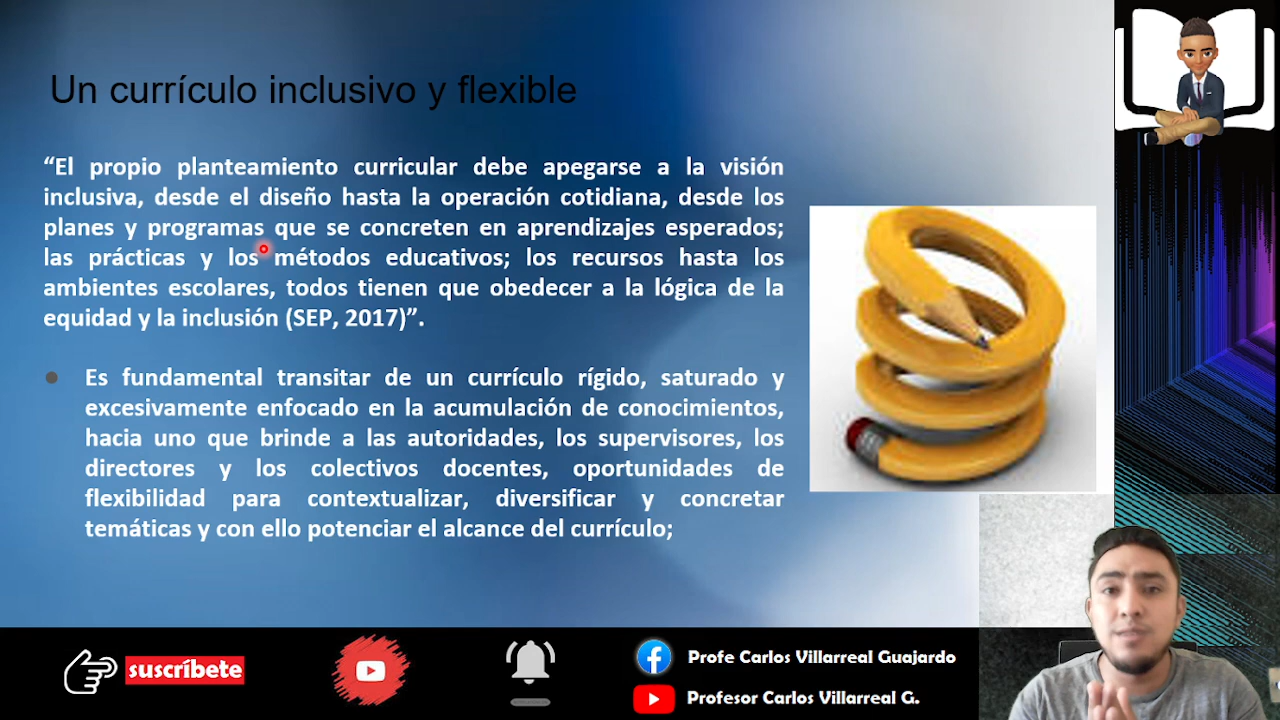 Un currículo inclusivo y flexible
“El propio planteamiento curricular debe apegarse a la visión
inclusiva, desde el diseño hasta la operación cotidiana, desde los
planes y programas que se concreten en aprendizajes esperados;
las prácticas y los métodos educativos; los recursos hasta los
ambientes escolares, todos tienen que obedecer a la lógica de la
equidad y la inclusión (SEP, 2017)”.
● Es fundamental transitar de un currículo rígido, saturado y
excesivamente enfocado en la acumulación de conocimientos,
hacia uno que brinde a las autoridades, los supervisores, los
directores y los colectivos docentes, oportunidades de
flexibilidad para contextualizar, diversificar y concretar
temáticas y con ello potenciar el alcance del currículo;
suscríbete
Profe Carlos Villarreal Guajardo
Profesor Carlos Villarreal G.